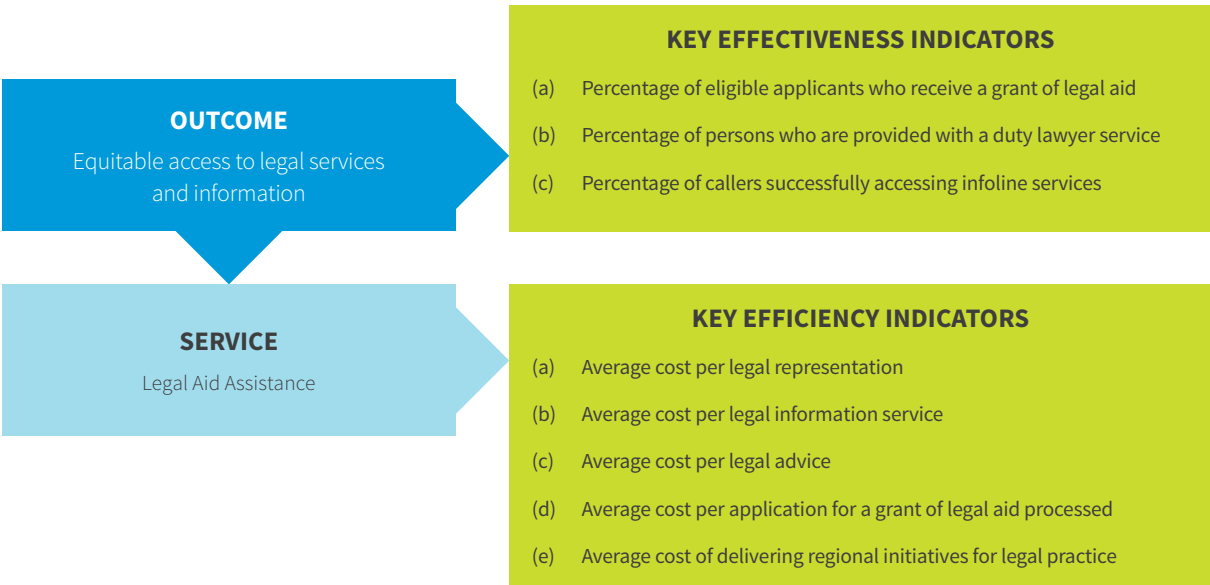 OUTCOME
Equitable access to legal services
and information
KEY EFFECTIVENESS INDICATORS
(a) Percentage of eligible applicants who receive a grant of legal aid
(b) Percentage of persons who are provided with a duty lawyer service
(c) Percentage of callers successfully accessing infoline services
SERVICE
Legal Aid Assistance
KEY EFFICIENCY INDICATORS
(a) Average cost per legal representation
(b) Average cost per legal information service
(c) Average cost per legal advice
(d) Average cost per application for a grant of legal aid processed
(e) Average cost of delivering regional initiatives for legal practice